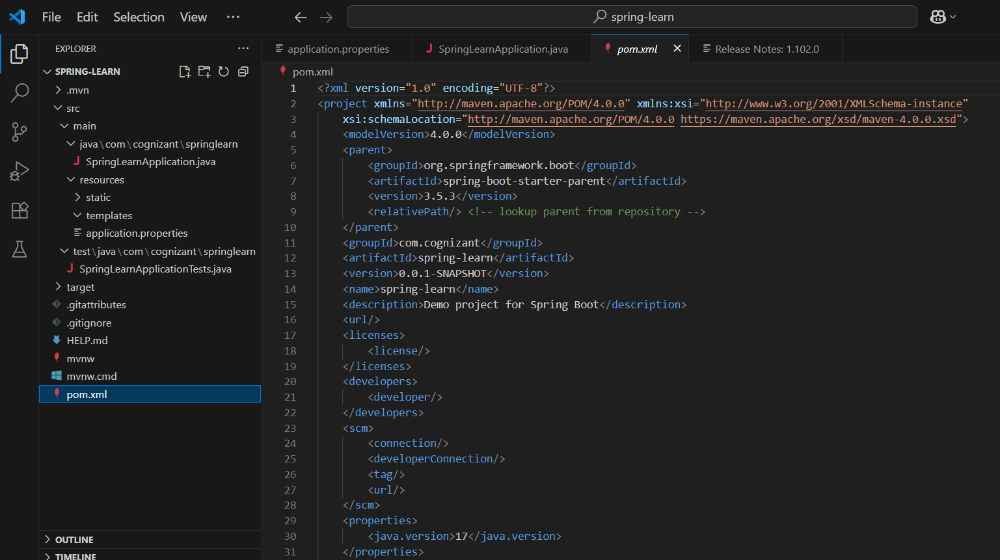 File Edit Selection View ··· ← → spring-learn
EXPLORER ···
SPRING-LEARN
.mvn
src
main
java\com\cognizant\springlearn
J SpringLearnApplication.java
resources
static
templates
application.properties
test\java\com\cognizant\springlearn
J SpringLearnApplicationTests.java
target
.gitattributes
.gitignore
HELP.md
mvnw
mvnw.cmd
pom.xml
OUTLINE
TIMELINE
application.properties J SpringLearnApplication.java pom.xml × Release Notes: 1.102.0
pom.xml
1 <?xml version="1.0" encoding="UTF-8"?>
2 <project xmlns="http://maven.apache.org/POM/4.0.0" xmlns:xsi="http://www.w3.org/2001/XMLSchema-instance"
3 xsi:schemaLocation="http://maven.apache.org/POM/4.0.0 https://maven.apache.org/xsd/maven-4.0.0.xsd">
4 <modelVersion>4.0.0</modelVersion>
5 <parent>
6 <groupId>org.springframework.boot</groupId>
7 <artifactId>spring-boot-starter-parent</artifactId>
8 <version>3.5.3</version>
9 <relativePath/> <!-- lookup parent from repository -->
10 </parent>
11 <groupId>com.cognizant</groupId>
12 <artifactId>spring-learn</artifactId>
13 <version>0.0.1-SNAPSHOT</version>
14 <name>spring-learn</name>
15 <description>Demo project for Spring Boot</description>
16 <url/>
17 <licenses>
18 <license/>
19 </licenses>
20 <developers>
21 <developer/>
22 </developers>
23 <scm>
24 <connection/>
25 <developerConnection/>
26 <tag/>
27 <url/>
28 </scm>
29 <properties>
30 <java.version>17</java.version>
31 </properties>